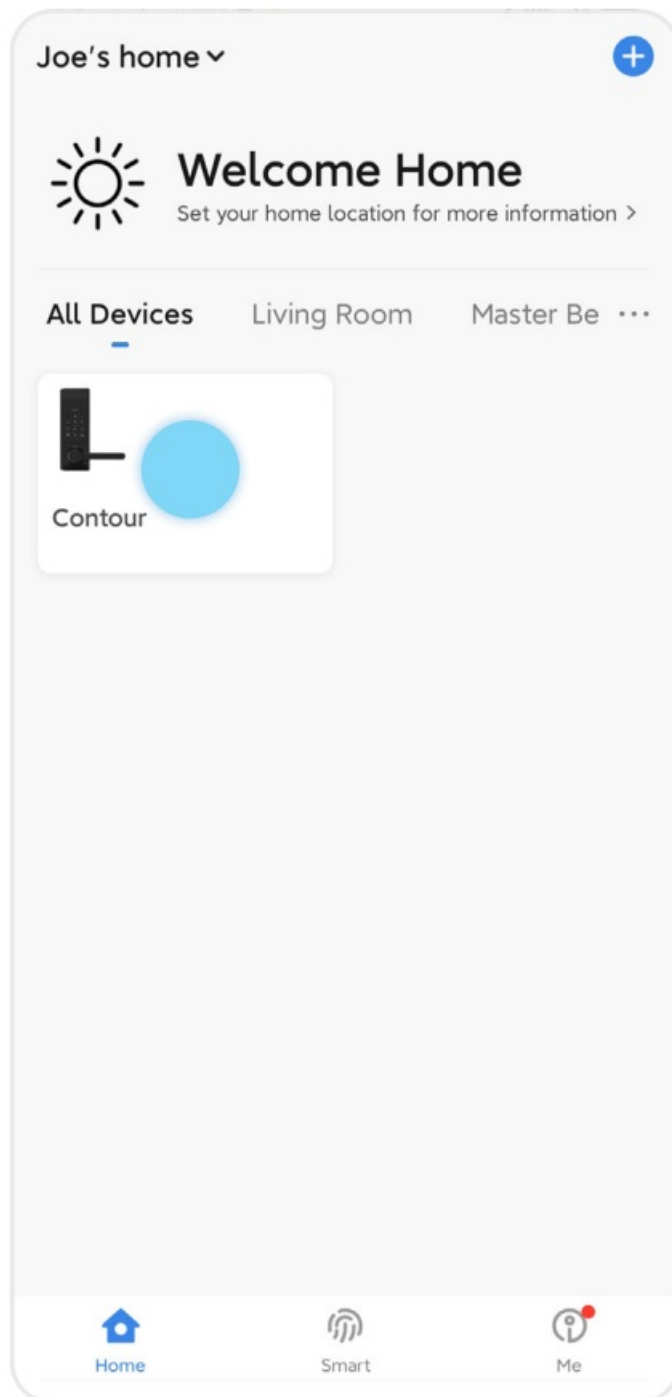 Joe's home
Welcome Home
Set your home location for more information >
All Devices Living Room Master Be ...
Contour
Home Smart Me